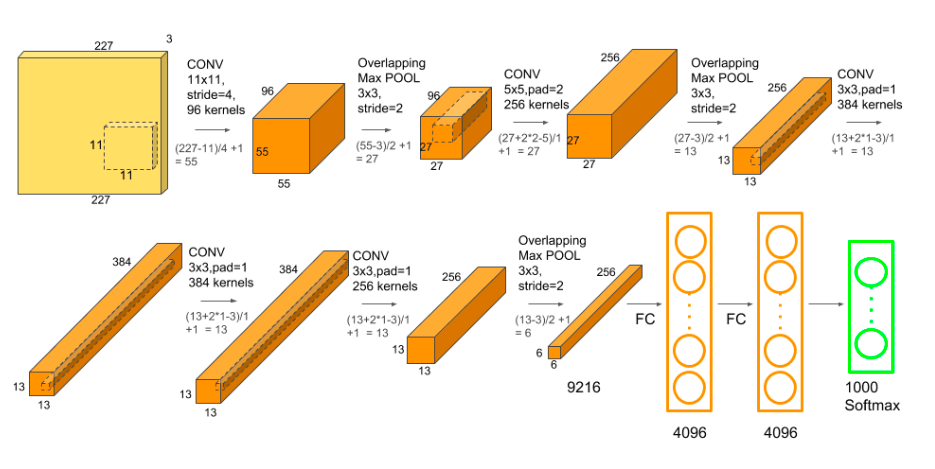 227
3
11
11
227
CONV
11x11,
stride=4,
96 kernels
(227-11)/4 +1
= 55
96
55
55
Overlapping
Max POOL
3x3,
stride=2
(55-3)/2 +1
= 27
96
27
27
CONV
5x5,pad=2
256 kernels
(27+2*2-5)/1
+1 = 27
256
27
27
Overlapping
Max POOL
3x3,
stride=2
(27-3)/2 +1
= 13
256
13
13
CONV
3x3,pad=1
384 kernels
(13+2*1-3)/1
+1 = 13
384
13
13
CONV
3x3,pad=1
384 kernels
(13+2*1-3)/1
+1 = 13
384
13
13
CONV
3x3,pad=1
256 kernels
(13+2*1-3)/1
+1 = 13
256
13
13
Overlapping
Max POOL
3x3,
stride=2
(13-3)/2 +1
= 6
256
6
6
9216
FC
4096
FC
4096
1000
Softmax